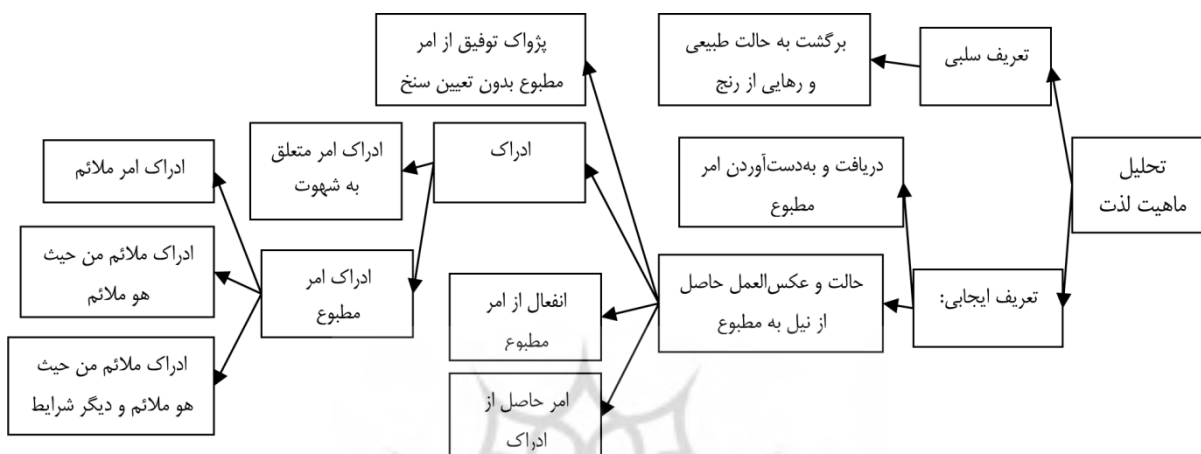 تحلیل
ماهیت لذت
تعریف سلبی
برگشت به حالت طبیعی
و رهایی از رنج
تعریف ایجابی:
دریافت و به‌دست‌آوردن امر
مطبوع
حالت و عکس‌العمل حاصل
از نیل به مطبوع
پژواک توفیق از امر
مطبوع بدون تعیین سنخ
ادراک
انفعال از امر
مطبوع
امر حاصل از
ادراک
ادراک امر متعلق
به شهوت
ادراک امر
مطبوع
ادراک امر ملائم
ادراک ملائم من حیث
هو ملائم
ادراک ملائم من حیث
هو ملائم و دیگر شرایط